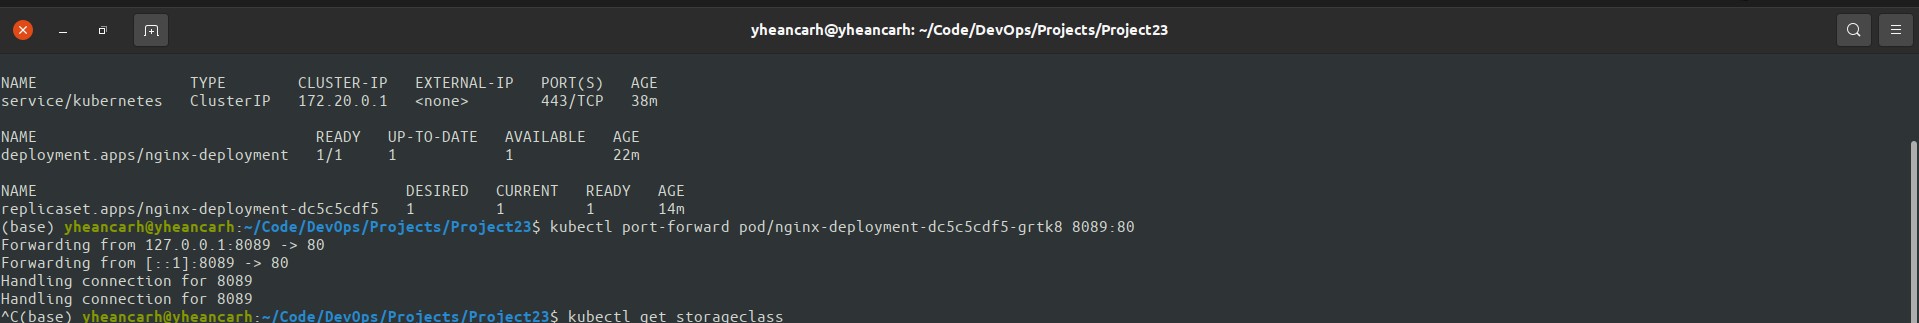 yheancarh@yheancarh: ~/Code/DevOps/Projects/Project23
NAME                 TYPE        CLUSTER-IP   EXTERNAL-IP   PORT(S)   AGE
service/kubernetes   ClusterIP   172.20.0.1   <none>        443/TCP   38m
NAME                               READY   UP-TO-DATE   AVAILABLE   AGE
deployment.apps/nginx-deployment   1/1     1            1           22m
NAME                                         DESIRED   CURRENT   READY   AGE
replicaset.apps/nginx-deployment-dc5c5cdf5   1         1         1       14m
(base) yheancarh@yheancarh:~/Code/DevOps/Projects/Project23$ kubectl port-forward pod/nginx-deployment-dc5c5cdf5-grtk8 8089:80
Forwarding from 127.0.0.1:8089 -> 80
Forwarding from [::1]:8089 -> 80
Handling connection for 8089
Handling connection for 8089
^C(base) yheancarh@yheancarh:~/Code/DevOps/Projects/Project23$ kubectl get storageclass